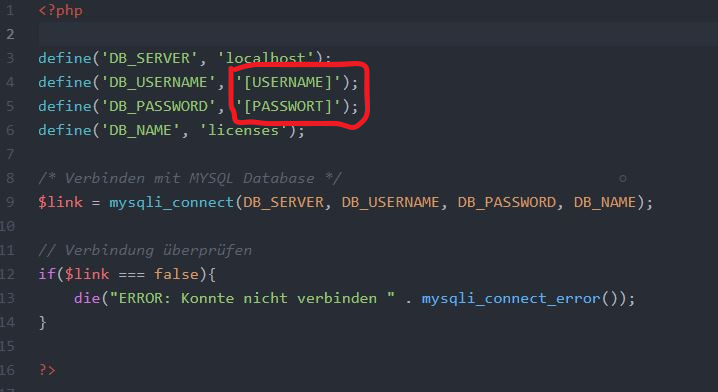 1 <?php
2
3 define('DB_SERVER', 'localhost');
4 define('DB_USERNAME', '[USERNAME]');
5 define('DB_PASSWORD', '[PASSWORT]');
6 define('DB_NAME', 'licenses');
7
8 /* Verbinden mit MYSQL Database */
9 $link = mysqli_connect(DB_SERVER, DB_USERNAME, DB_PASSWORD, DB_NAME);
10
11 // Verbindung überprüfen
12 if($link === false){
13 die("ERROR: Konnte nicht verbinden " . mysqli_connect_error());
14 }
15
16 ?>
17